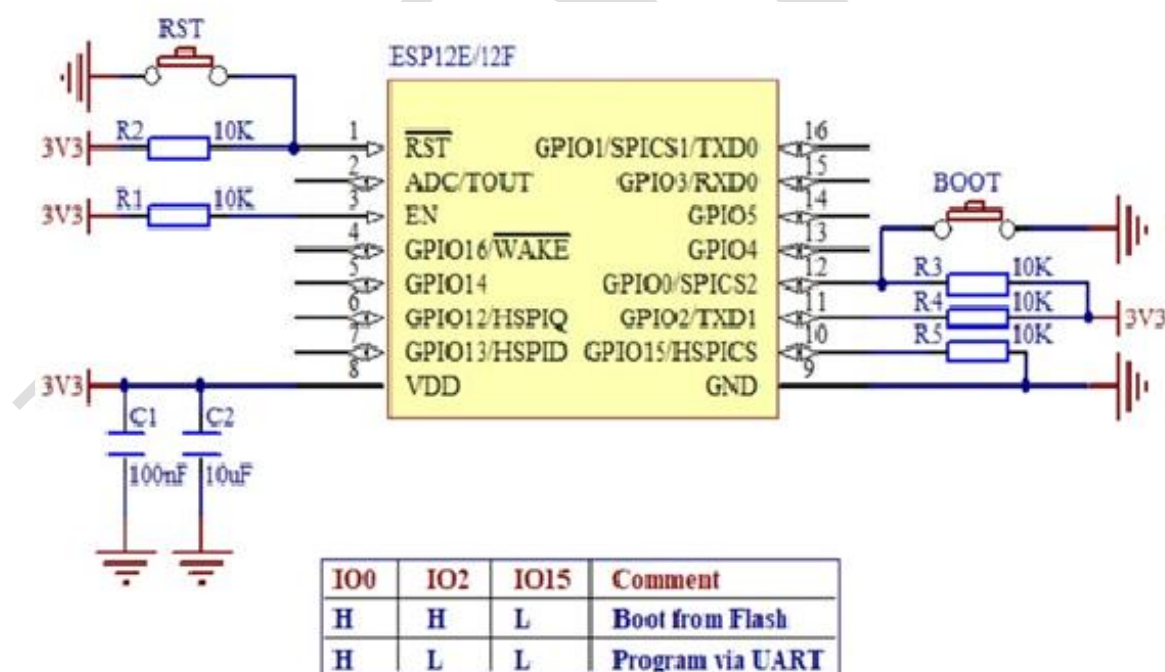 RST
ESP12E/12F
3V3 R2 10K 1 RST GPIO1/SPICS1/TXD0 16
2 ADC/TOUT GPIO3/RXD0 15
BOOT
3V3 R1 10K 3 EN GPIO5 14
4 GPIO16/WAKE GPIO4 13
5 GPIO14 GPIO0/SPICS2 12 R3 10K
6 GPIO12/HSPIQ GPIO2/TXD1 11 R4 10K 3V3
7 GPIO13/HSPID GPIO15/HSPICS 10 R5 10K
3V3 8 VDD GND 9
C1 C2
100nF 10uF
IO0 IO2 IO15 Comment
H H L Boot from Flash
H L L Program via UART